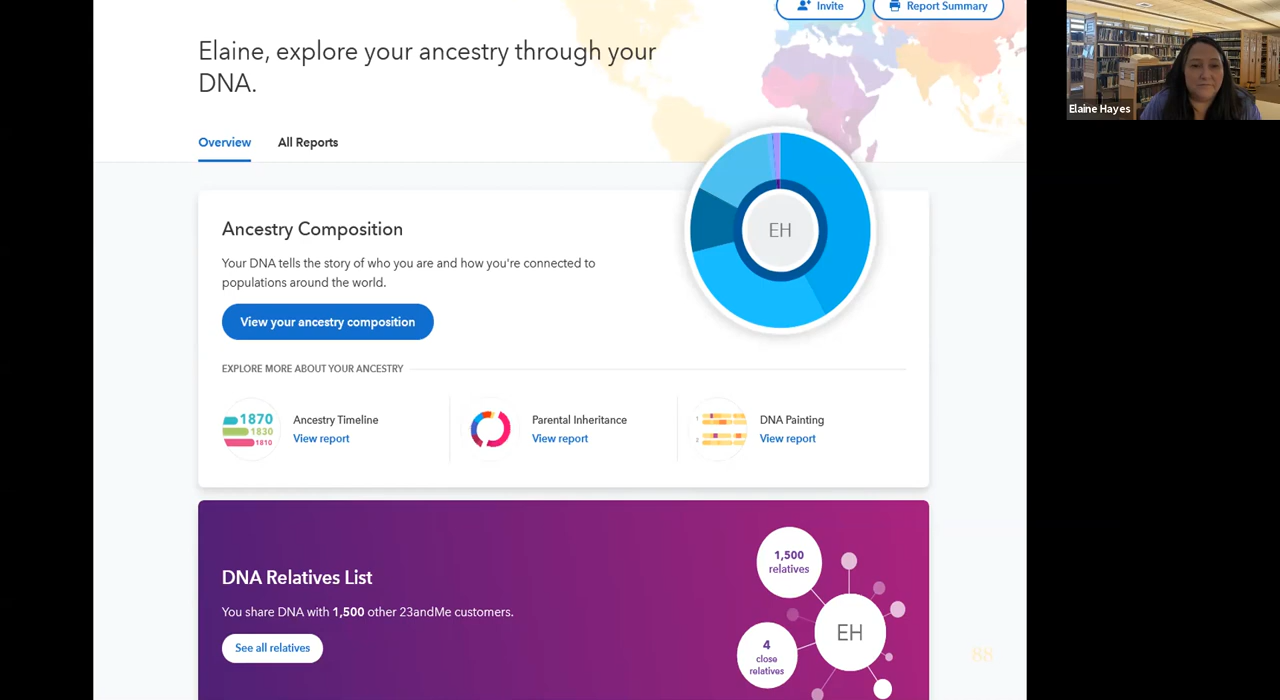 Invite
Report Summary
Elaine, explore your ancestry through your
DNA.
Overview
All Reports
Elaine Hayes
EH
Ancestry Composition
Your DNA tells the story of who you are and how you're connected to
populations around the world.
View your ancestry composition
EXPLORE MORE ABOUT YOUR ANCESTRY
1870
1830
1810
Ancestry Timeline
View report
Parental Inheritance
View report
1
2
DNA Painting
View report
DNA Relatives List
You share DNA with 1,500 other 23andMe customers.
See all relatives
1,500
relatives
EH
4
close
relatives
88